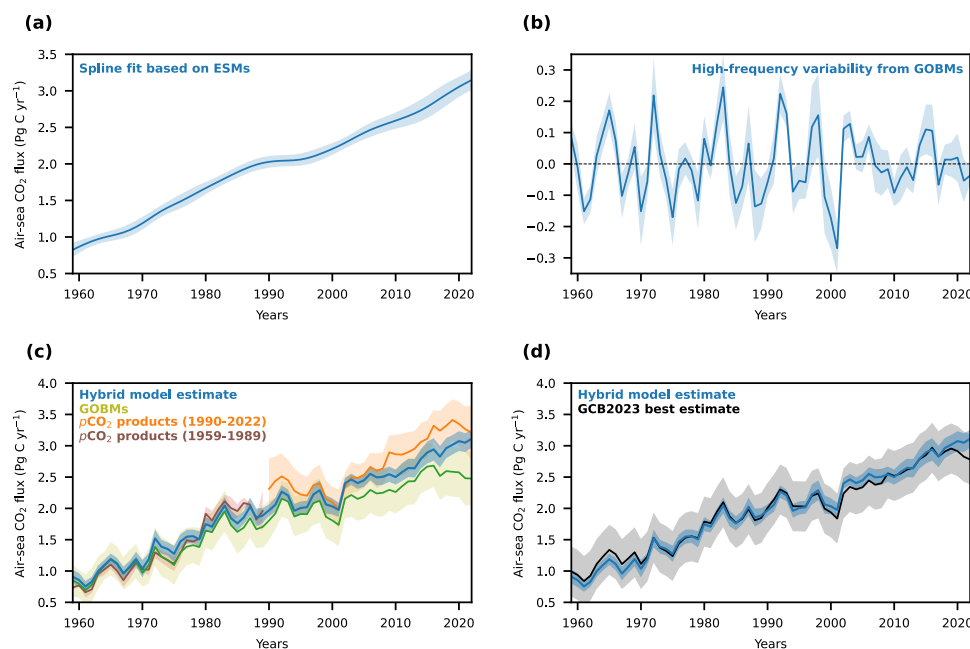 (a)
Spline fit based on ESMs
Air-sea CO₂ flux (Pg C yr⁻¹)
3.5
3.0
2.5
2.0
1.5
1.0
0.5
1960 1970 1980 1990 2000 2010 2020
Years
(b)
High-frequency variability from GOBMs
0.3
0.2
0.1
0.0
−0.1
−0.2
−0.3
1960 1970 1980 1990 2000 2010 2020
Years
(c)
Hybrid model estimate
GOBMs
pCO₂ products (1990-2022)
pCO₂ products (1959-1989)
Air-sea CO₂ flux (Pg C yr⁻¹)
4.0
3.5
3.0
2.5
2.0
1.5
1.0
0.5
1960 1970 1980 1990 2000 2010 2020
Years
(d)
Hybrid model estimate
GCB2023 best estimate
Air-sea CO₂ flux (Pg C yr⁻¹)
4.0
3.5
3.0
2.5
2.0
1.5
1.0
0.5
1960 1970 1980 1990 2000 2010 2020
Years